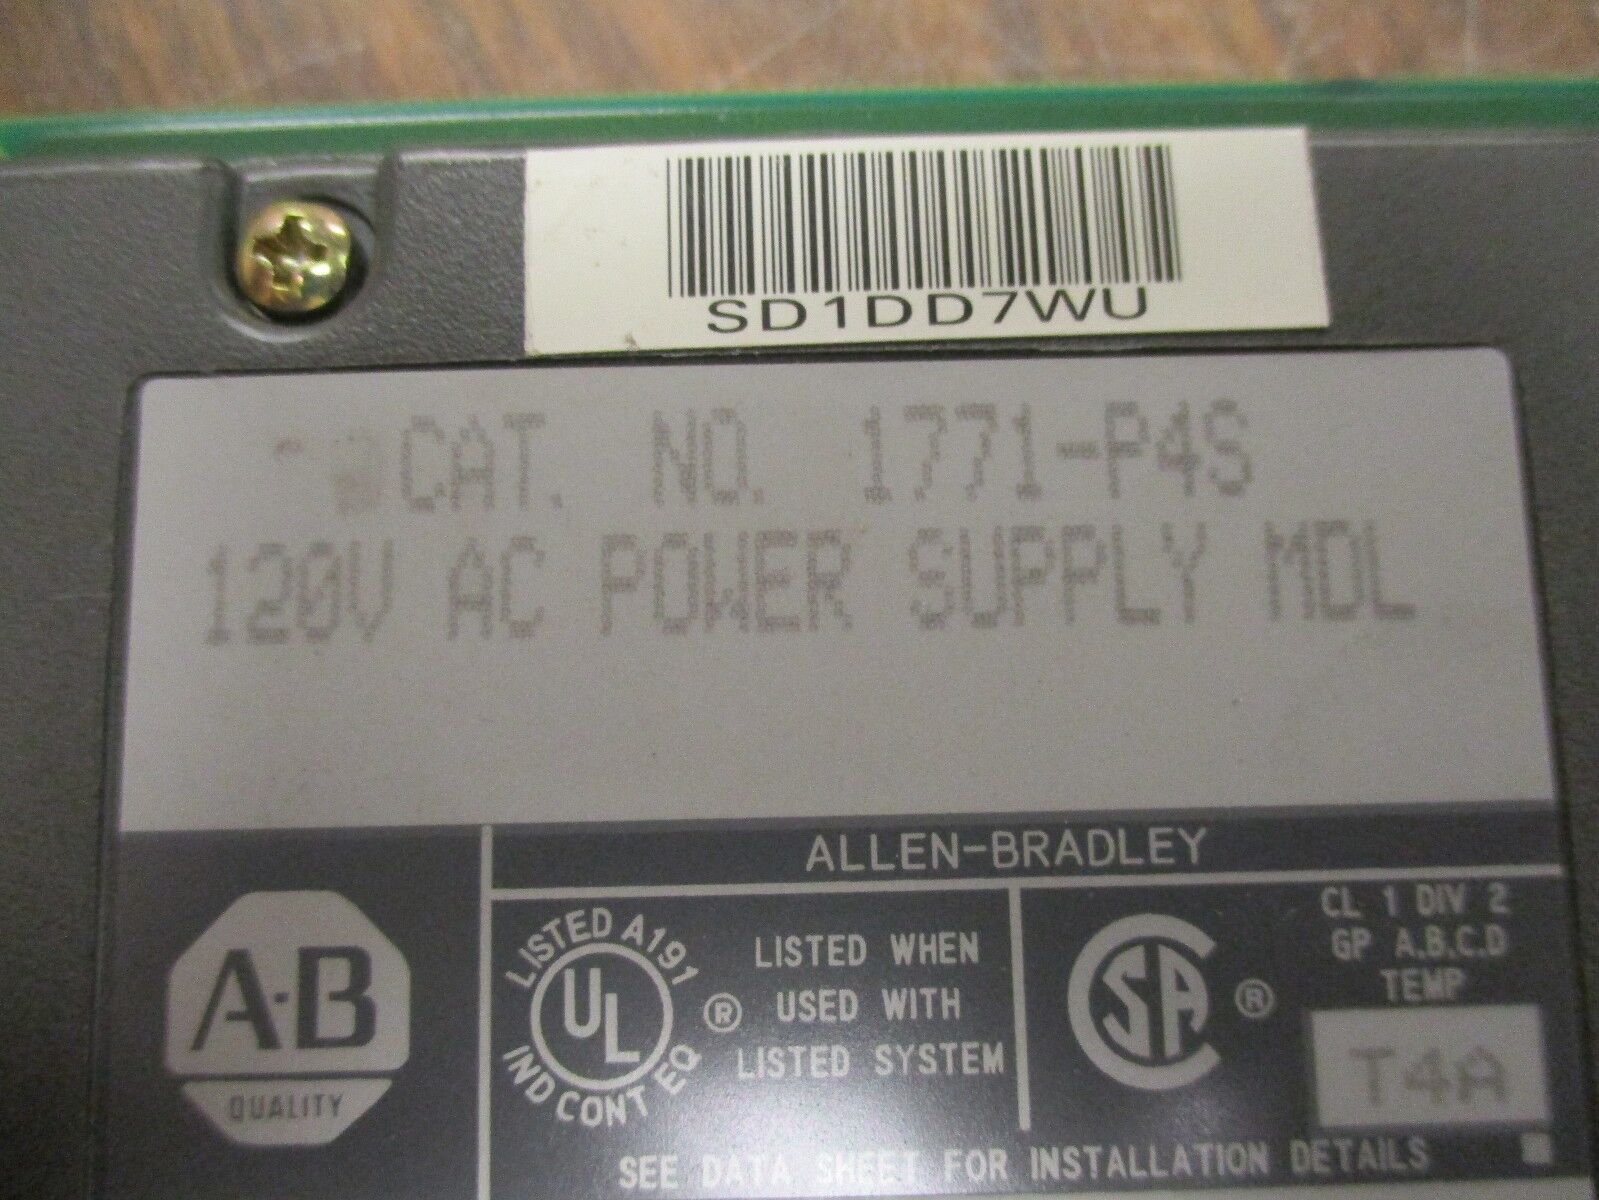 SD1DD7WU
CAT. NO. 1771-P4S
120V AC POWER SUPPLY MDL
ALLEN-BRADLEY
A-B
QUALITY
LISTED A191
UL
IND CONT EQ
®
LISTED WHEN
USED WITH
LISTED SYSTEM
CSA
®
CL 1 DIV 2
GP A.B.C.D
TEMP
T4A
SEE DATA SHEET FOR INSTALLATION DETAILS